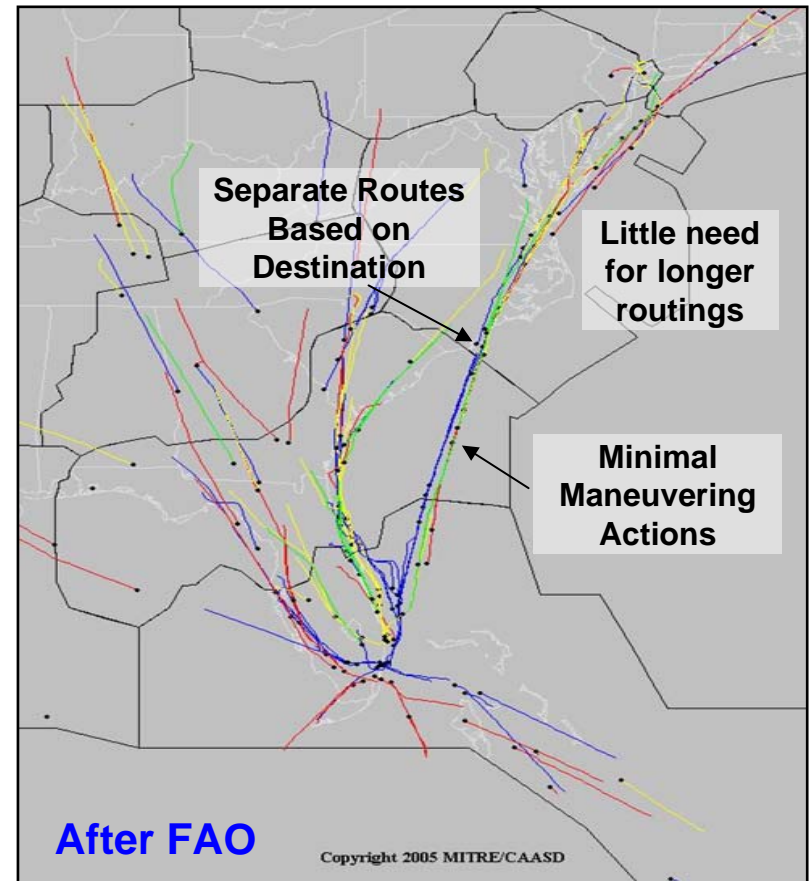 Separate Routes
Based on
Destination
Little need
for longer
routings
Minimal
Maneuvering
Actions
After FAO
Copyright 2005 MITRE/CAASD